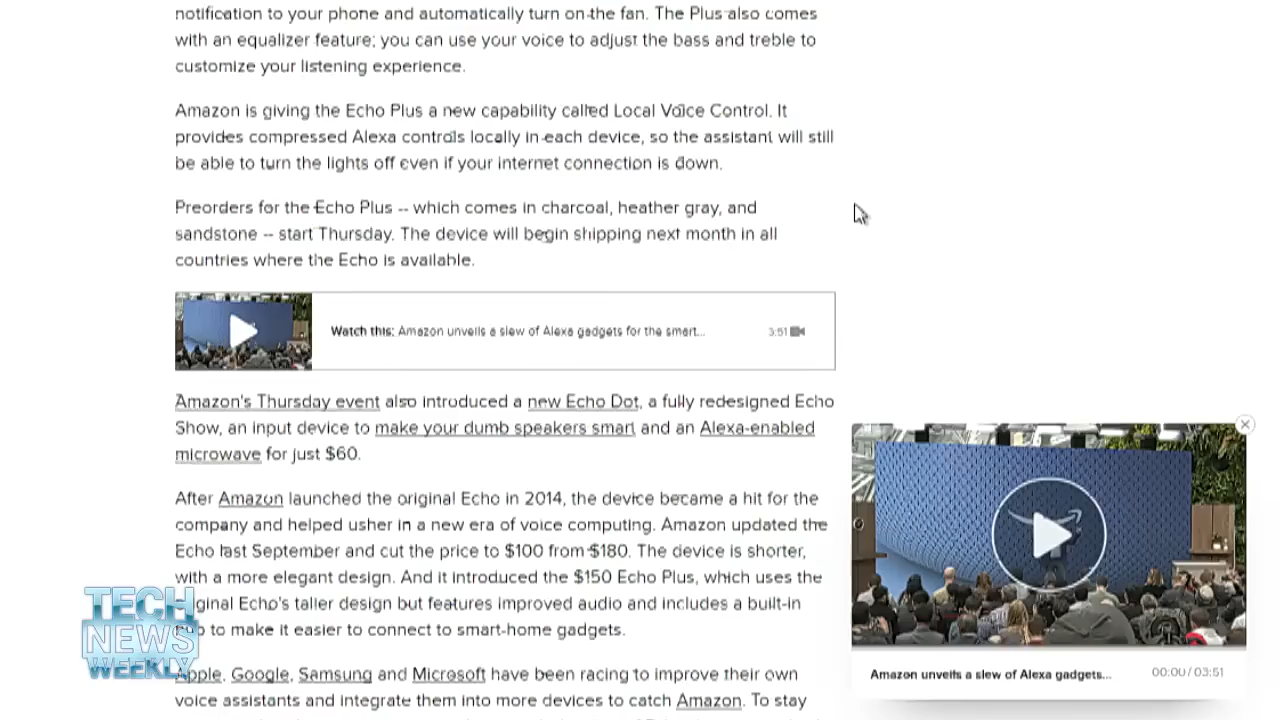 notification to your phone and automatically turn on the fan. The Plus also comes
with an equalizer feature; you can use your voice to adjust the bass and treble to
customize your listening experience.
Amazon is giving the Echo Plus a new capability called Local Voice Control. It
provides compressed Alexa controls locally in each device, so the assistant will still
be able to turn the lights off even if your internet connection is down.
Preorders for the Echo Plus -- which comes in charcoal, heather gray, and
sandstone -- start Thursday. The device will begin shipping next month in all
countries where the Echo is available.
Watch this: Amazon unveils a slew of Alexa gadgets for the smart... 3:51
Amazon's Thursday event also introduced a new Echo Dot, a fully redesigned Echo
Show, an input device to make your dumb speakers smart and an Alexa-enabled
microwave for just $60.
After Amazon launched the original Echo in 2014, the device became a hit for the
company and helped usher in a new era of voice computing. Amazon updated the
Echo last September and cut the price to $100 from $180. The device is shorter,
with a more elegant design. And it introduced the $150 Echo Plus, which uses the
ginal Echo's taller design but features improved audio and includes a built-in
to make it easier to connect to smart-home gadgets.
Apple, Google, Samsung and Microsoft have been racing to improve their own
voice assistants and integrate them into more devices to catch Amazon. To stay
TECH
NEWS
WEEKLY
Amazon unveils a slew of Alexa gadgets... 00:00 / 03:51